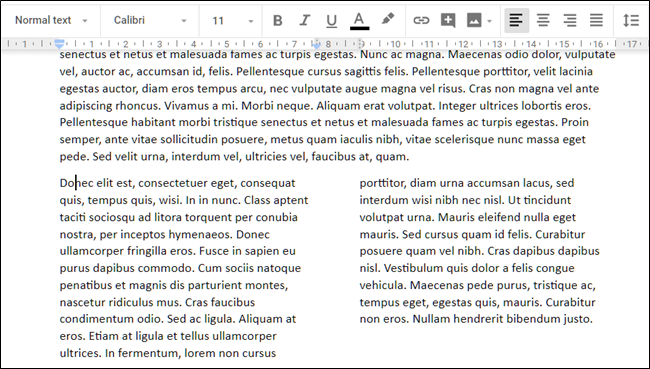 Normal text
Calibri
11
B I U A
1 1 2 3 4 5 6 7 8 9 10 11 12 13 14 15 16 17
senectus et netus et malesuada fames ac turpis egestas. Nunc ac magna. Maecenas odio dolor, vulputate
vel, auctor ac, accumsan id, felis. Pellentesque cursus sagittis felis. Pellentesque porttitor, velit lacinia
egestas auctor, diam eros tempus arcu, nec vulputate augue magna vel risus. Cras non magna vel ante
adipiscing rhoncus. Vivamus a mi. Morbi neque. Aliquam erat volutpat. Integer ultrices lobortis eros.
Pellentesque habitant morbi tristique senectus et netus et malesuada fames ac turpis egestas. Proin
semper, ante vitae sollicitudin posuere, metus quam iaculis nibh, vitae scelerisque nunc massa eget
pede. Sed velit urna, interdum vel, ultricies vel, faucibus at, quam.
Donec elit est, consectetuer eget, consequat
quis, tempus quis, wisi. In in nunc. Class aptent
taciti sociosqu ad litora torquent per conubia
nostra, per inceptos hymenaeos. Donec
ullamcorper fringilla eros. Fusce in sapien eu
purus dapibus commodo. Cum sociis natoque
penatibus et magnis dis parturient montes,
nascetur ridiculus mus. Cras faucibus
condimentum odio. Sed ac ligula. Aliquam at
eros. Etiam at ligula et tellus ullamcorper
ultrices. In fermentum, lorem non cursus
porttitor, diam urna accumsan lacus, sed
interdum wisi nibh nec nisl. Ut tincidunt
volutpat urna. Mauris eleifend nulla eget
mauris. Sed cursus quam id felis. Curabitur
posuere quam vel nibh. Cras dapibus dapibus
nisl. Vestibulum quis dolor a felis congue
vehicula. Maecenas pede purus, tristique ac,
tempus eget, egestas quis, mauris. Curabitur
non eros. Nullam hendrerit bibendum justo.